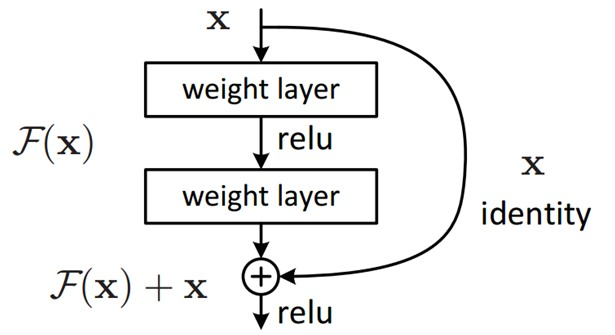 x
weight layer
relu
F(x)
x
weight layer
identity
F(x) + x
+
relu